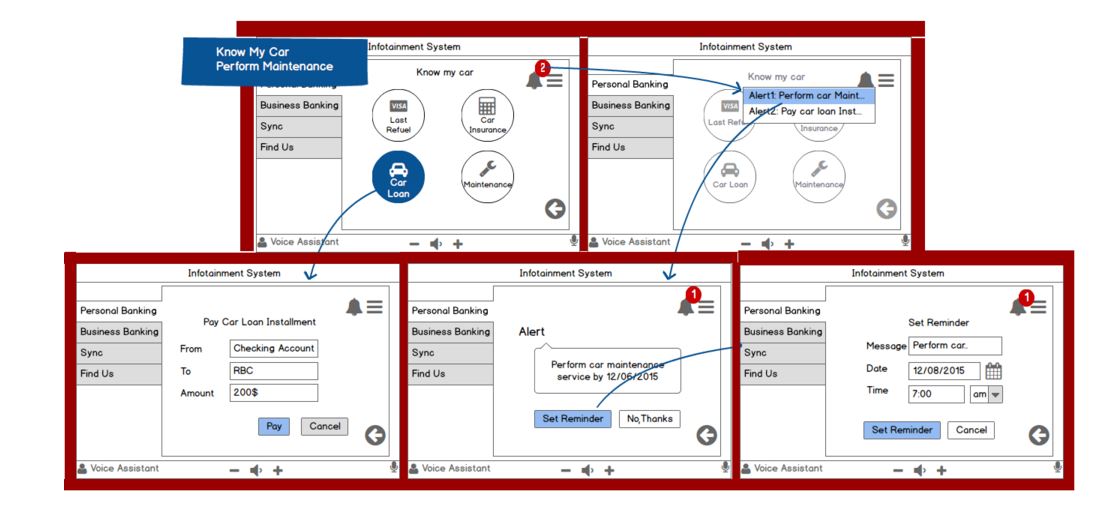 Know My Car
Perform Maintenance
Infotainment System
Know my car
2
Personal Banking
Business Banking
Sync
Find Us
VISA
Last
Refuel
Car
Insurance
Car
Loan
Maintenance
Voice Assistant
Infotainment System
Know my car
Personal Banking
Business Banking
Sync
Find Us
Alert1: Perform car Maint...
Alert2: Pay car loan Inst...
VISA
Last
Insurance
Car Loan
Maintenance
Voice Assistant
Infotainment System
Personal Banking
Business Banking
Sync
Find Us
Pay Car Loan Installment
From Checking Account
To RBC
Amount 200$
Pay Cancel
Voice Assistant
Infotainment System
1
Personal Banking
Business Banking
Sync
Find Us
Alert
Perform car maintenance
service by 12/06/2015
Set Reminder No,Thanks
Voice Assistant
Infotainment System
1
Personal Banking
Business Banking
Sync
Find Us
Set Reminder
Message Perform car..
Date 12/08/2015
Time 7:00 am
Set Reminder Cancel
Voice Assistant